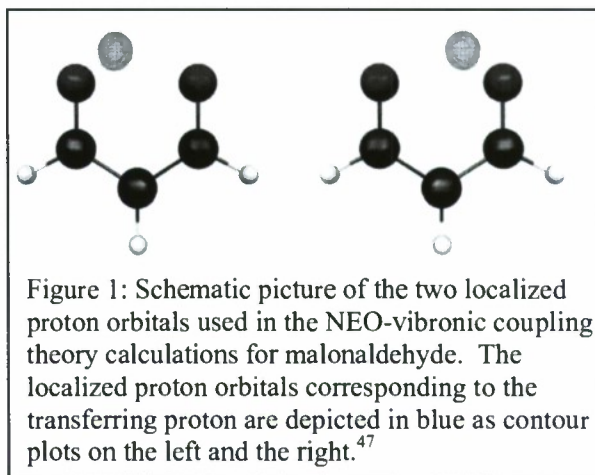 Figure 1: Schematic picture of the two localized
proton orbitals used in the NEO-vibronic coupling
theory calculations for malonaldehyde.  The
localized proton orbitals corresponding to the
transferring proton are depicted in blue as contour
plots on the left and the right.47